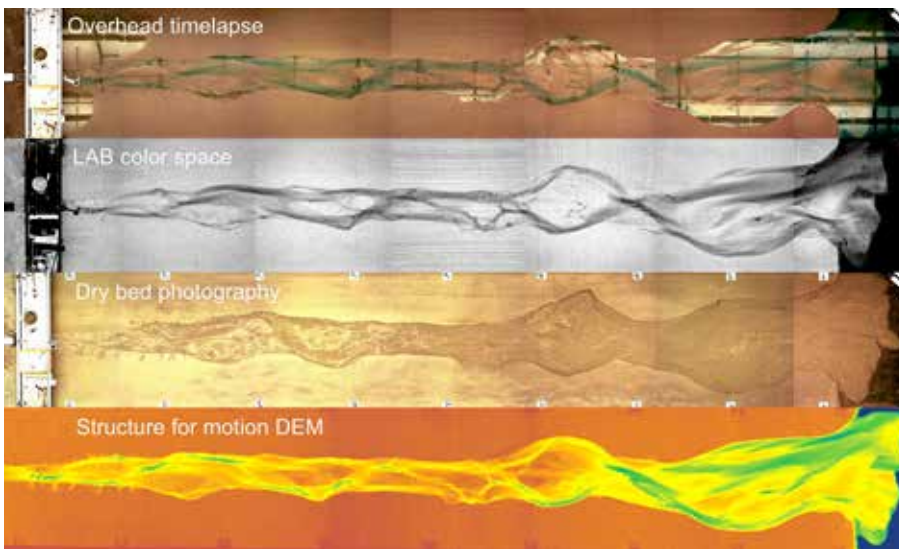 Overhead timelapse
LAB color space
Dry bed photography
Structure for motion DEM